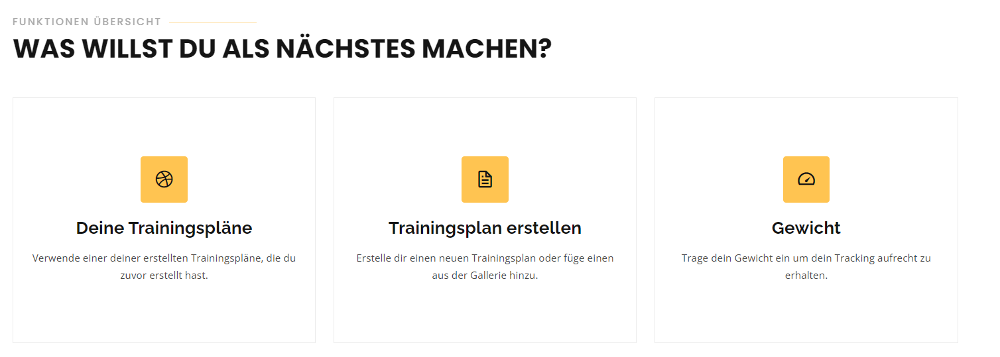 FUNKTIONEN ÜBERSICHT
WAS WILLST DU ALS NÄCHSTES MACHEN?
Deine Trainingspläne
Verwende einer deiner erstellten Trainingspläne, die du
zuvor erstellt hast.
Trainingsplan erstellen
Erstelle dir einen neuen Trainingsplan oder füge einen
aus der Gallerie hinzu.
Gewicht
Trage dein Gewicht ein um dein Tracking aufrecht zu
erhalten.